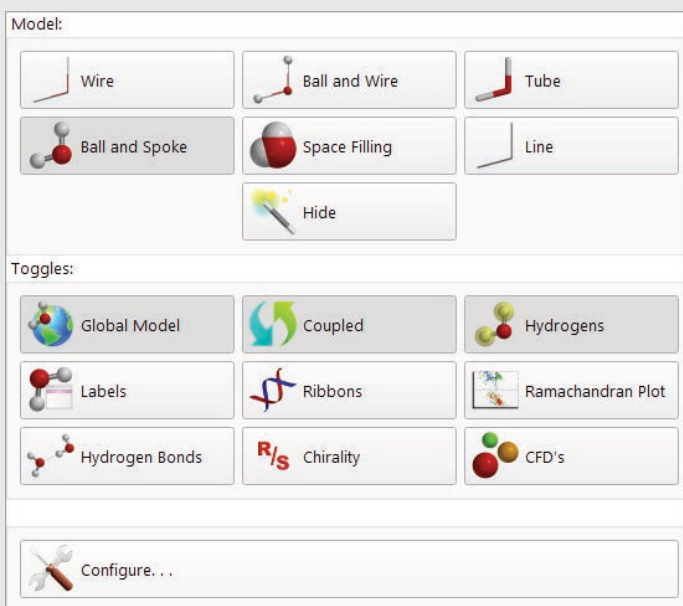 Model:
Wire
Ball and Wire
Tube
Ball and Spoke
Space Filling
Line
Hide
Toggles:
Global Model
Coupled
Hydrogens
Labels
Ribbons
Ramachandran Plot
Hydrogen Bonds
R/S
Chirality
CFD's
Configure. . .